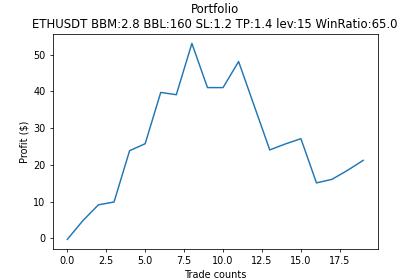 Portfolio
ETHUSDT BBM:2.8 BBL:160 SL:1.2 TP:1.4 lev:15 WinRatio:65.0
50
40
30
20
10
0
Profit ($)
0.0 2.5 5.0 7.5 10.0 12.5 15.0 17.5
Trade counts